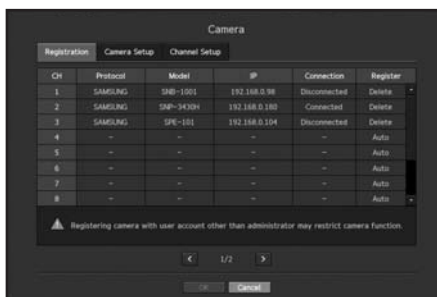 Camera
Registration Camera Setup Channel Setup
CH Protocol Model IP Connection Register
1 SAMSUNG SNB-1001 192.168.0.98 Disconnected Delete
2 SAMSUNG SNP-3430H 192.168.0.180 Connected Delete
3 SAMSUNG SPE-101 192.168.0.104 Disconnected Delete
4 - - - - Auto
5 - - - - Auto
6 - - - - Auto
7 - - - - Auto
8 - - - - Auto
Registering camera with user account other than administrator may restrict camera function.
< 1/2 >
OK Cancel